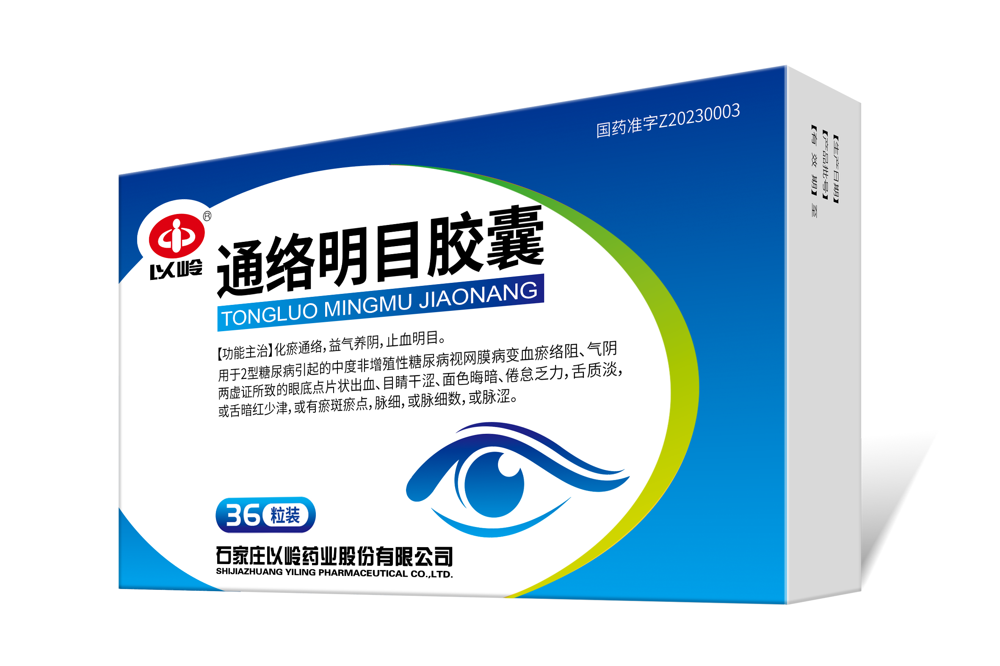 国药准字Z20230003
以岭
®
通络明目胶囊
TONGLUO MINGMU JIAONANG
【功能主治】化瘀通络，益气养阴，止血明目。
用于2型糖尿病引起的中度非增殖性糖尿病视网膜病变血瘀络阻、气阴
两虚证所致的眼底点片状出血、目睛干涩、面色晦暗、倦怠乏力，舌质淡，
或舌暗红少津，或有瘀斑瘀点，脉细，或脉细数，或脉涩。
36粒装
石家庄以岭药业股份有限公司
SHIJIAZHUANG YILING PHARMACEUTICAL CO.,LTD.
【生产日期】
【产品批号】
【有 效 期】 至